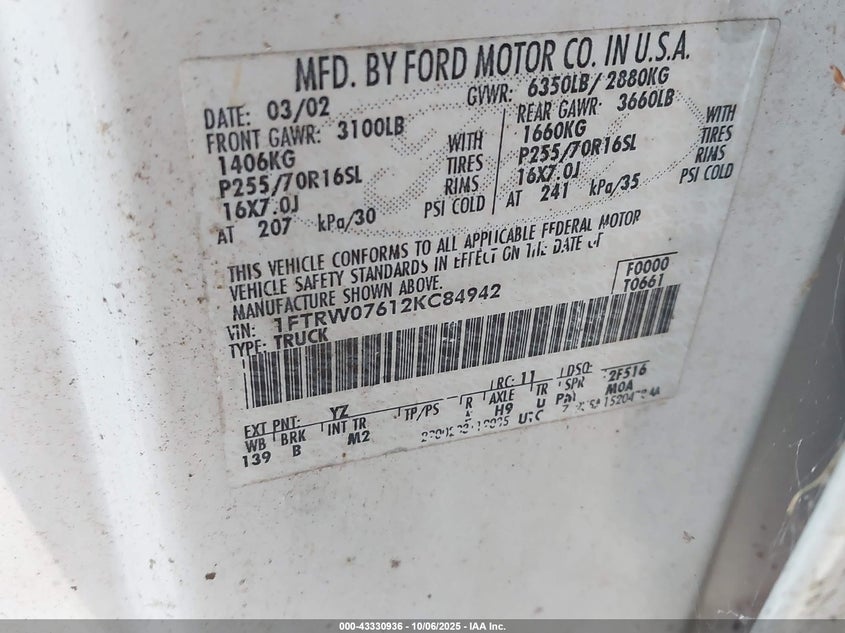 MFD. BY FORD MOTOR CO. IN U.S.A.
DATE: 03/02 GVWR: 6350LB/ 2880KG
FRONT GAWR: 3100LB REAR GAWR: 3660LB
1406KG WITH 1660KG WITH
P255/70R16SL TIRES P255/70R16SL TIRES
16X7.0J RIMS 16X7.0J RIMS
AT 207 kPa/30 PSI COLD AT 241 kPa/35 PSI COLD
THIS VEHICLE CONFORMS TO ALL APPLICABLE FEDERAL MOTOR
VEHICLE SAFETY STANDARDS IN EFFECT ON THE DATE OF
MANUFACTURE SHOWN ABOVE.
VIN: 1FTRW07612KC84942 F0000
TYPE: TRUCK T0661
RC: 11 DSO: 2F516
EXT PNT: YZ
WB BRK INT TR TP/PS R AXLE TR SPR M0A
139 B M2 H9 U
UTC
000-43330936 - 10/06/2025 - IAA Inc.